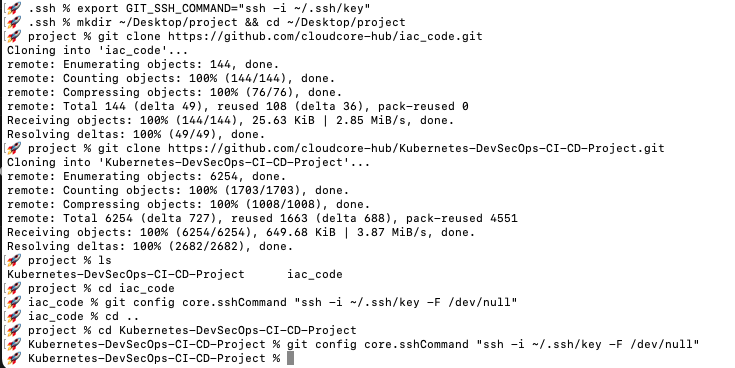 🚀 .ssh % export GIT_SSH_COMMAND="ssh -i ~/.ssh/key"
🚀 .ssh % mkdir ~/Desktop/project && cd ~/Desktop/project
🚀 project % git clone https://github.com/cloudcore-hub/iac_code.git
Cloning into 'iac_code'...
remote: Enumerating objects: 144, done.
remote: Counting objects: 100% (144/144), done.
remote: Compressing objects: 100% (76/76), done.
remote: Total 144 (delta 49), reused 108 (delta 36), pack-reused 0
Receiving objects: 100% (144/144), 25.63 KiB | 2.85 MiB/s, done.
Resolving deltas: 100% (49/49), done.
🚀 project % git clone https://github.com/cloudcore-hub/Kubernetes-DevSecOps-CI-CD-Project.git
Cloning into 'Kubernetes-DevSecOps-CI-CD-Project'...
remote: Enumerating objects: 6254, done.
remote: Counting objects: 100% (1703/1703), done.
remote: Compressing objects: 100% (1008/1008), done.
remote: Total 6254 (delta 727), reused 1663 (delta 688), pack-reused 4551
Receiving objects: 100% (6254/6254), 649.68 KiB | 3.87 MiB/s, done.
Resolving deltas: 100% (2682/2682), done.
🚀 project % ls
Kubernetes-DevSecOps-CI-CD-Project      iac_code
🚀 project % cd iac_code
🚀 iac_code % git config core.sshCommand "ssh -i ~/.ssh/key -F /dev/null"
🚀 iac_code % cd ..
🚀 project % cd Kubernetes-DevSecOps-CI-CD-Project
🚀 Kubernetes-DevSecOps-CI-CD-Project % git config core.sshCommand "ssh -i ~/.ssh/key -F /dev/null"
🚀 Kubernetes-DevSecOps-CI-CD-Project %